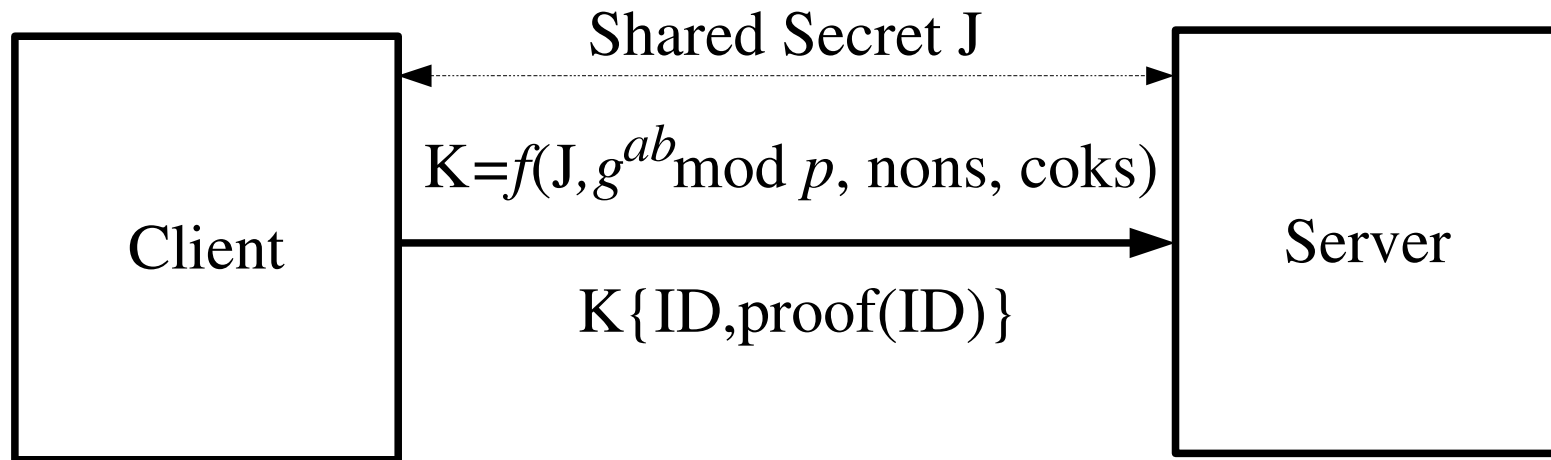 Shared Secret J
K=f(J,g^{ab}mod p, nons, coks)
Client
Server
K{ID,proof(ID)}